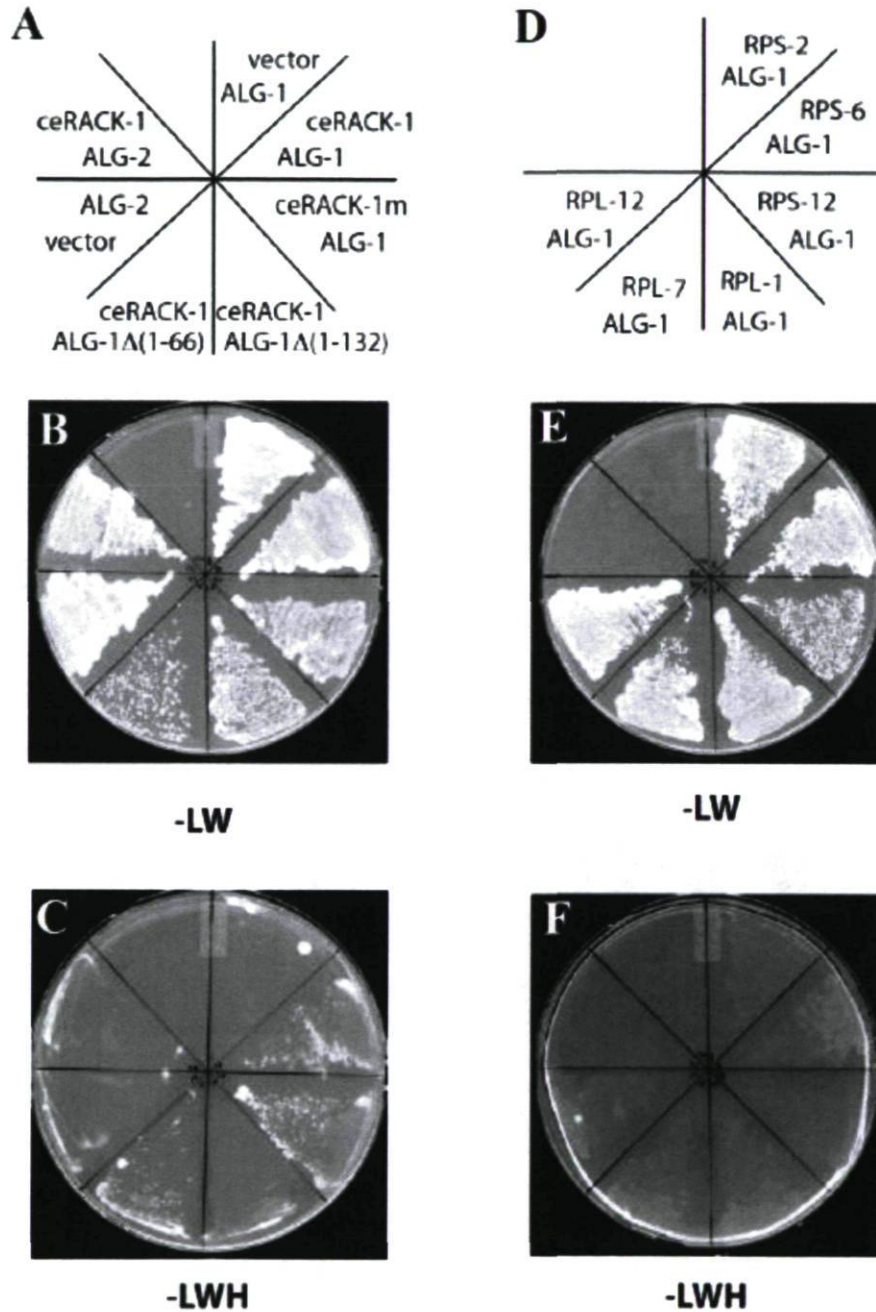 A
vector
ALG-1
ceRACK-1
ceRACK-1
ALG-2
ALG-1
ALG-2
ceRACK-1m
vector
ALG-1
ceRACK-1
ceRACK-1
ALG-1Δ(1-66)
ALG-1Δ(1-132)
D
RPS-2
ALG-1
RPS-6
ALG-1
RPL-12
RPS-12
ALG-1
ALG-1
RPL-7
RPL-1
ALG-1
ALG-1
B
-LW
E
-LW
C
-LWH
F
-LWH